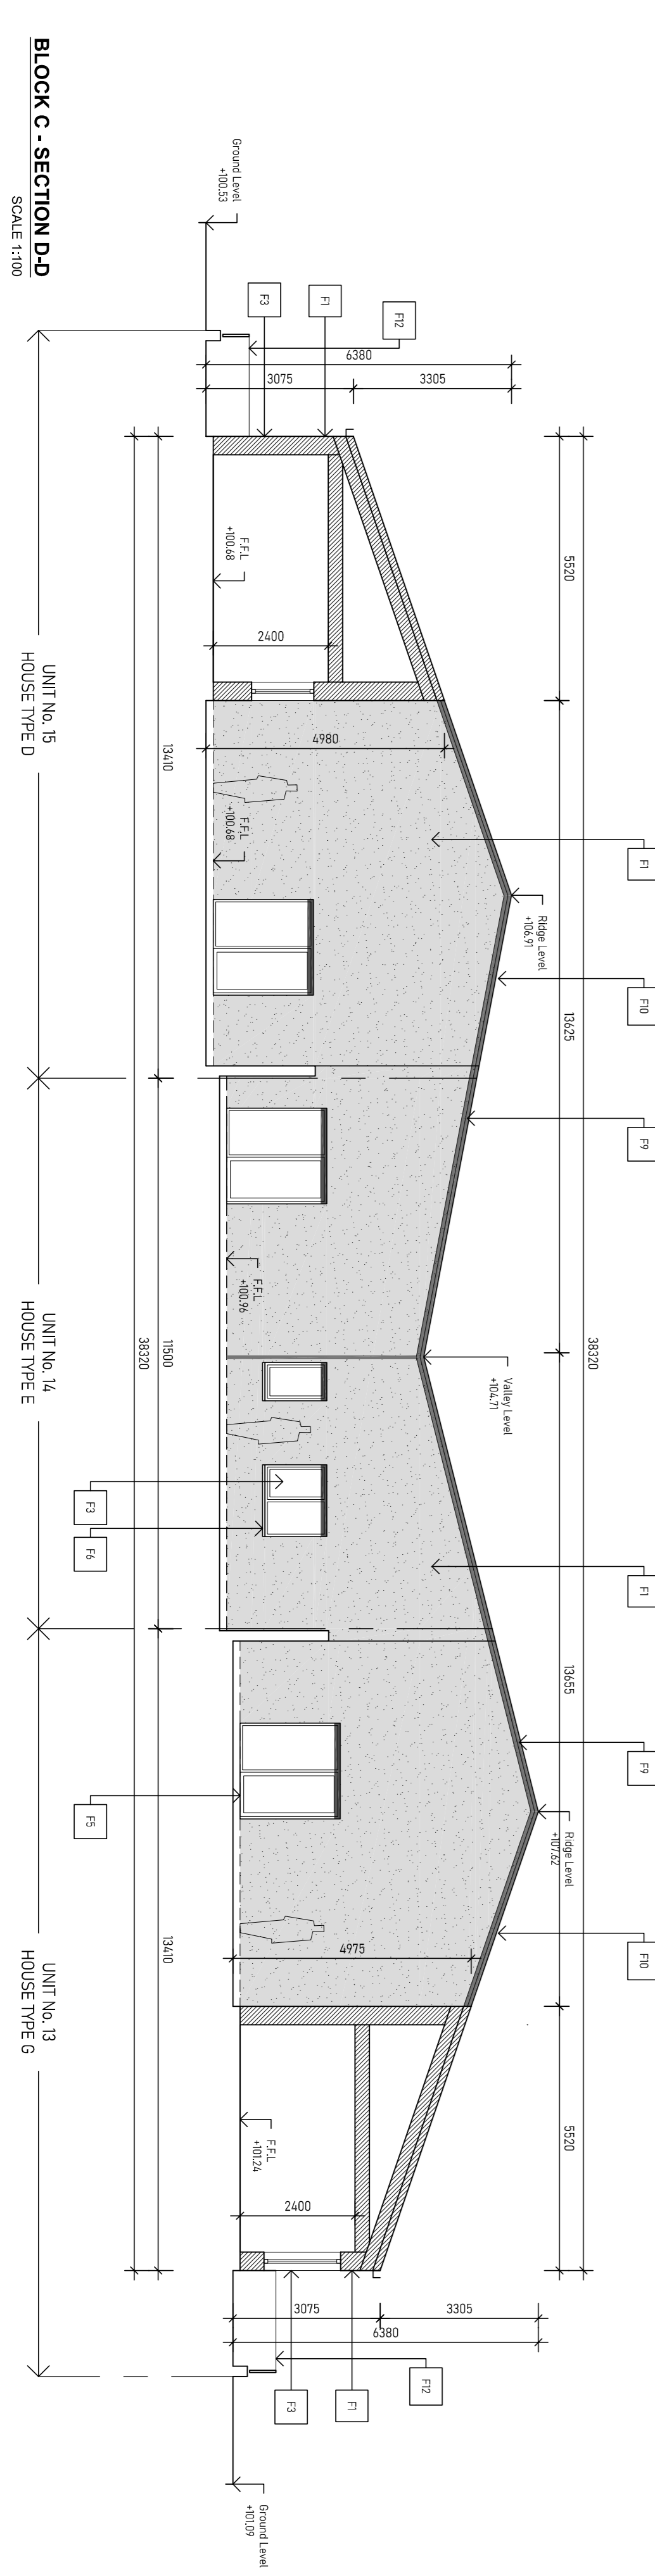 BLOCK C - SECTION D-D
SCALE 1:100
38320
5520
13625
13655
5520
F1
F10
F9
F1
F9
F10
Ridge Level
+106.91
Valley Level
+104.71
Ridge Level
+107.62
F12
F1
F3
6380
3075
3305
Ground Level
+100.53
F.F.L
+100.68
2400
4980
F.F.L
+100.68
F.F.L
+100.96
4975
F.F.L
+101.24
2400
3075
3305
6380
F12
F1
F3
Ground Level
+101.09
F3
F6
F5
13410
11500
13410
38320
UNIT No. 15
HOUSE TYPE D
UNIT No. 14
HOUSE TYPE E
UNIT No. 13
HOUSE TYPE G